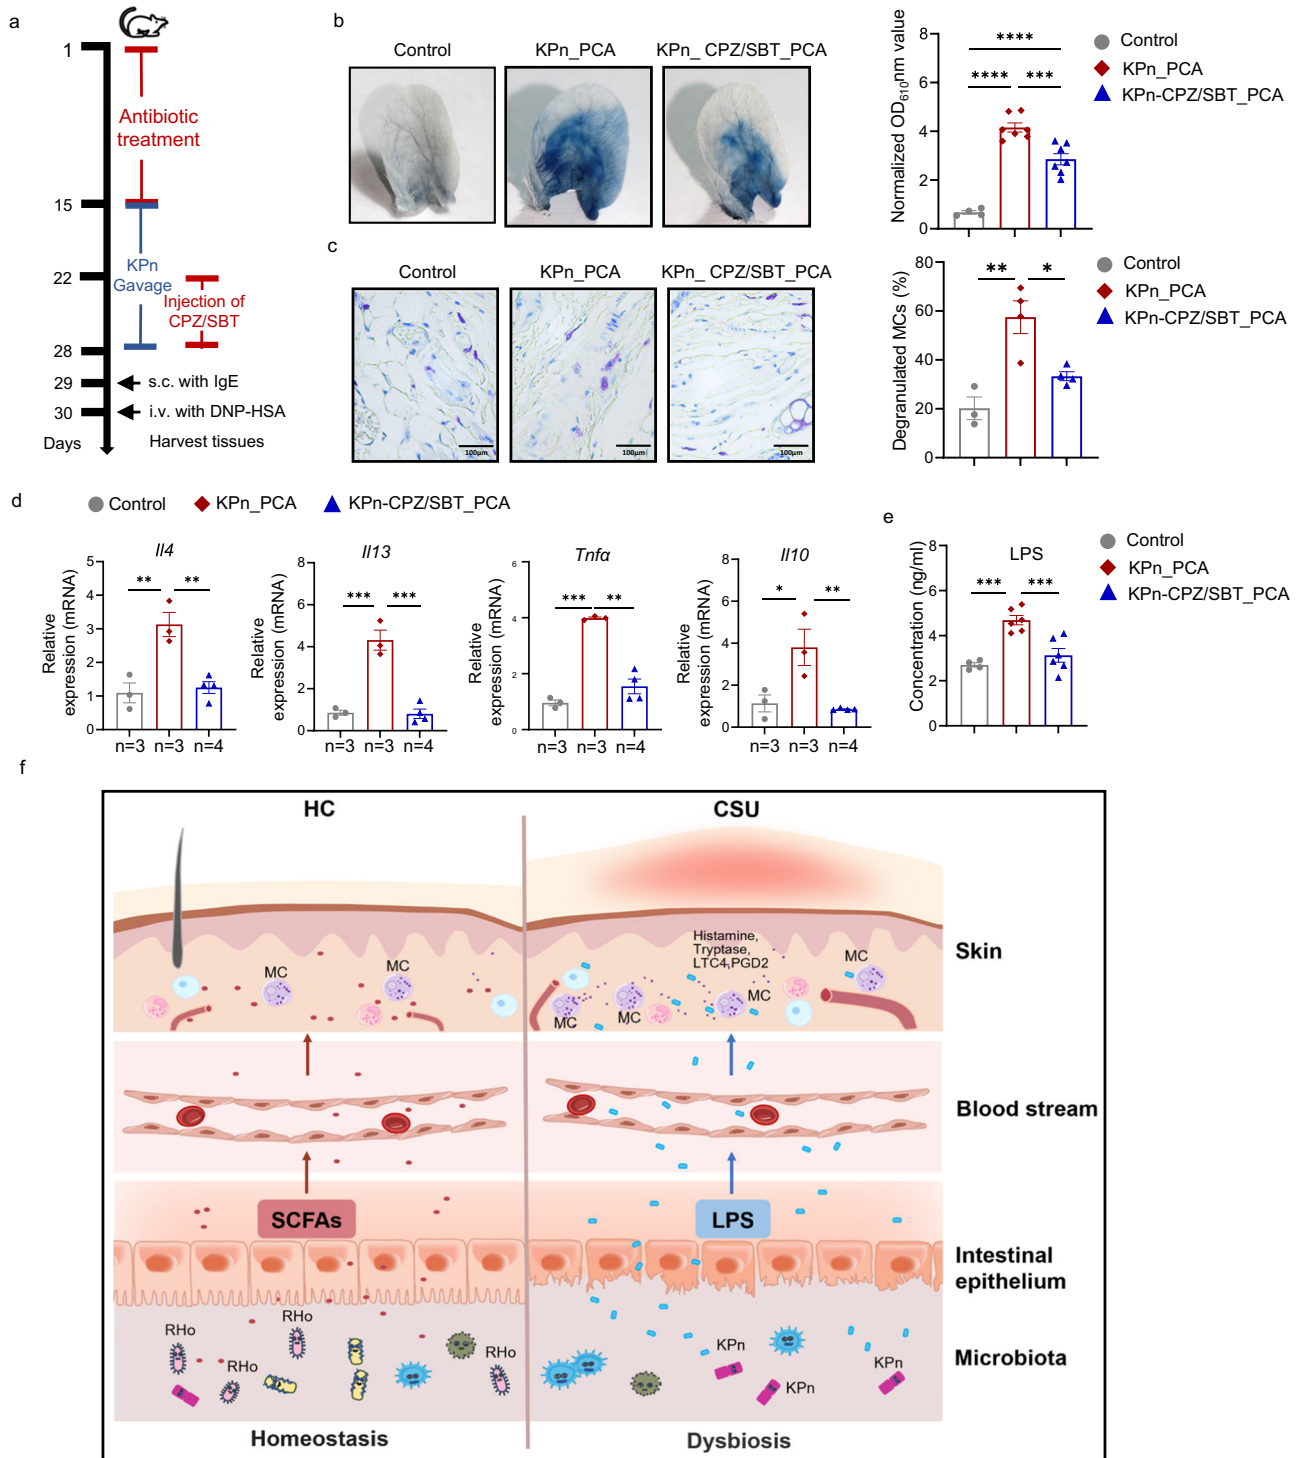 a
1
Antibiotic
treatment
15
KPn
Gavage
22
Injection of
CPZ/SBT
28
29
s.c. with IgE
30
i.v. with DNP-HSA
Days
Harvest tissues
b
Control
KPn_PCA
KPn_ CPZ/SBT_PCA
Normalized OD610nm value
8
6
4
2
0
****
****
***
Control
KPn_PCA
KPn-CPZ/SBT_PCA
c
Control
KPn_PCA
KPn_ CPZ/SBT_PCA
100μm
100μm
100μm
Degranulated MCs (%)
80
60
40
20
0
**
*
Control
KPn_PCA
KPn-CPZ/SBT_PCA
d
Control
KPn_PCA
KPn-CPZ/SBT_PCA
Il4
Relative
expression (mRNA)
5
4
3
2
1
0
**
**
n=3
n=3
n=4
Il13
Relative
expression (mRNA)
8
6
4
2
0
***
***
n=3
n=3
n=4
Tnfα
Relative
expression (mRNA)
6
4
2
0
***
**
n=3
n=3
n=4
Il10
Relative
expression (mRNA)
8
6
4
2
0
*
**
n=3
n=3
n=4
e
LPS
Concentration (ng/ml)
8
6
4
2
0
***
***
Control
KPn_PCA
KPn-CPZ/SBT_PCA
f
HC
CSU
Histamine,
Tryptase,
LTC4,PGD2
MC
MC
MC
MC
MC
MC
Skin
Blood stream
SCFAs
LPS
Intestinal
epithelium
RHo
RHo
RHo
RHo
KPn
KPn
KPn
Microbiota
Homeostasis
Dysbiosis